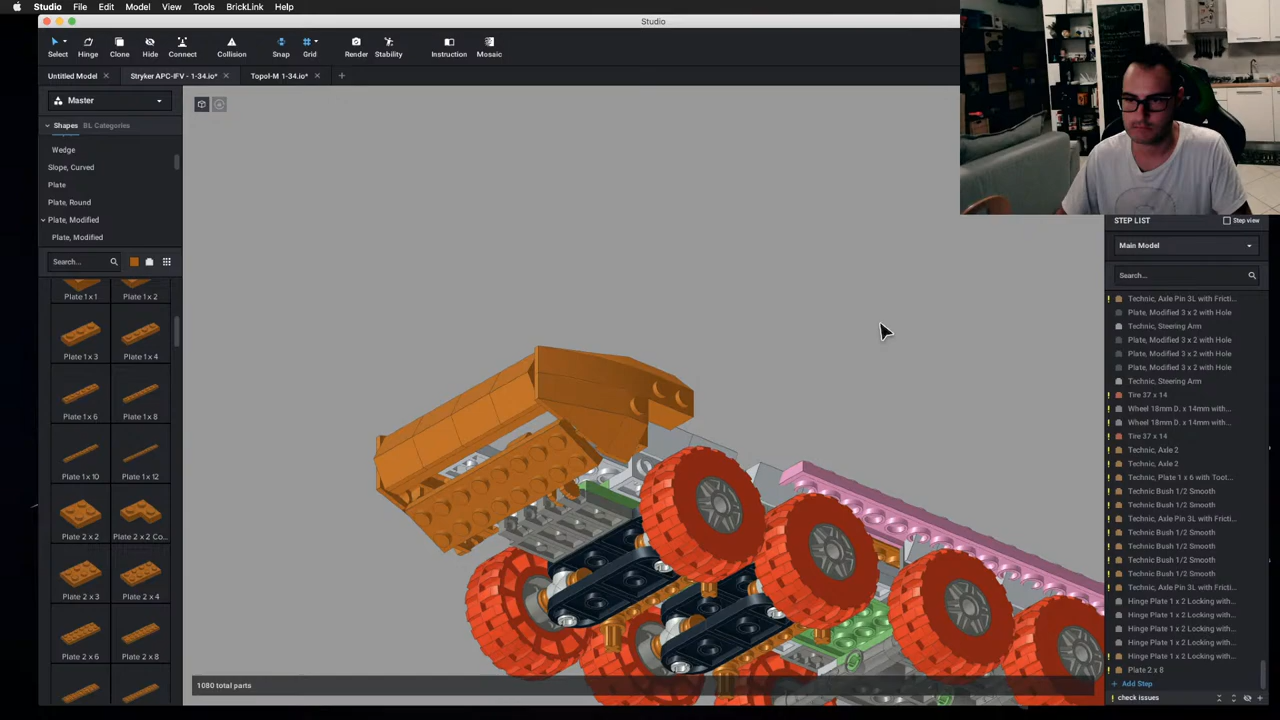 Studio File Edit Model View Tools BrickLink Help
Studio
Select Hinge Clone Hide Connect Collision Snap Grid Render Stability Instruction Mosaic
Untitled Model Stryker APC-IFV - 1-34.io* Topol-M 1-34.io*
Master
Shapes BL Categories
Wedge
Slope, Curved
Plate
Plate, Round
Plate, Modified
Plate, Modified
Search...
Plate 1 x 1 Plate 1 x 2
Plate 1 x 3 Plate 1 x 4
Plate 1 x 6 Plate 1 x 8
Plate 1 x 10 Plate 1 x 12
Plate 2 x 2 Plate 2 x 2 Co...
Plate 2 x 3 Plate 2 x 4
Plate 2 x 6 Plate 2 x 8
1080 total parts
STEP LIST Step view
Main Model
Search...
Technic, Axle Pin 3L with Fricti...
Plate, Modified 3 x 2 with Hole
Technic, Steering Arm
Plate, Modified 3 x 2 with Hole
Plate, Modified 3 x 2 with Hole
Plate, Modified 3 x 2 with Hole
Technic, Steering Arm
Tire 37 x 14
Wheel 18mm D. x 14mm with...
Wheel 18mm D. x 14mm with...
Tire 37 x 14
Technic, Axle 2
Technic, Axle 2
Technic, Plate 1 x 6 with Toot...
Technic Bush 1/2 Smooth
Technic Bush 1/2 Smooth
Technic, Axle Pin 3L with Fricti...
Technic Bush 1/2 Smooth
Technic Bush 1/2 Smooth
Technic Bush 1/2 Smooth
Technic Bush 1/2 Smooth
Technic, Axle Pin 3L with Fricti...
Hinge Plate 1 x 2 Locking with...
Hinge Plate 1 x 2 Locking with...
Hinge Plate 1 x 2 Locking with...
Hinge Plate 1 x 2 Locking with...
Hinge Plate 1 x 2 Locking with...
Plate 2 x 8
Add Step
check issues